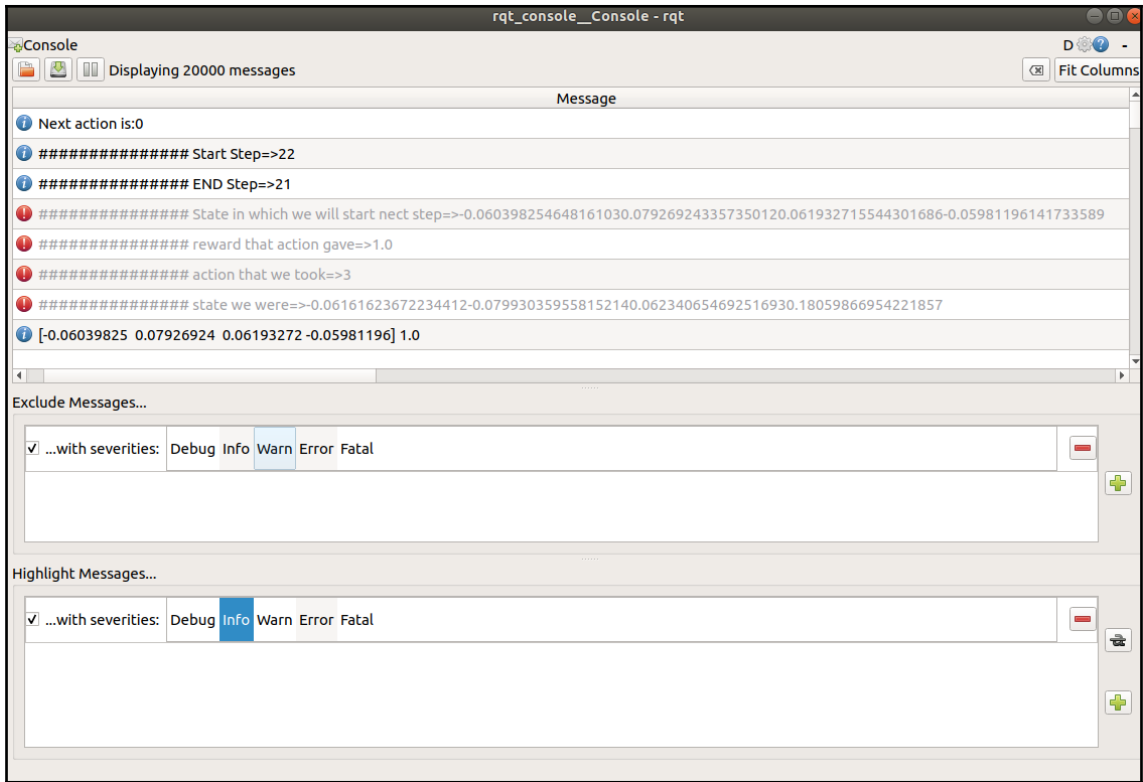 rqt_console__Console - rqt
Console D -
Displaying 20000 messages Fit Columns
Message
Next action is:0
############### Start Step=>22
############### END Step=>21
############### State in which we will start nect step=>-0.060398254648161030.079269243357350120.061932715544301686-0.05981196141733589
############### reward that action gave=>1.0
############### action that we took=>3
############### state we were=>-0.06161623672234412-0.079930359558152140.062340654692516930.18059866954221857
[-0.06039825 0.07926924 0.06193272 -0.05981196] 1.0
Exclude Messages...
...with severities: Debug Info Warn Error Fatal
Highlight Messages...
...with severities: Debug Info Warn Error Fatal